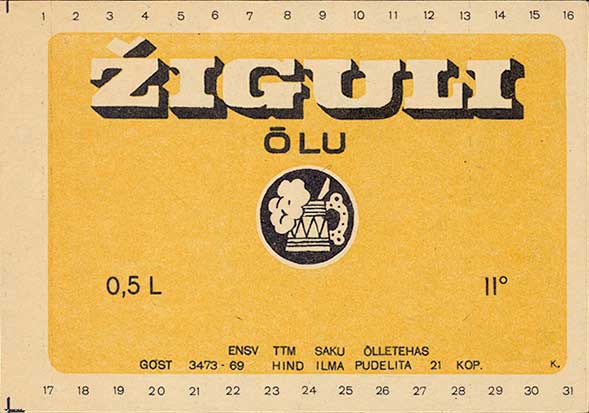 1 2 3 4 5 6 7 8 9 10 11 12 13 14 15 16
ŽIGULI
ÕLU
0,5 L 11°
ENSV TTM SAKU ÕLLETEHAS
GOST 3473-69 HIND ILMA PUDELITA 21 KOP. K.
17 18 19 20 21 22 23 24 25 26 27 28 29 30 31